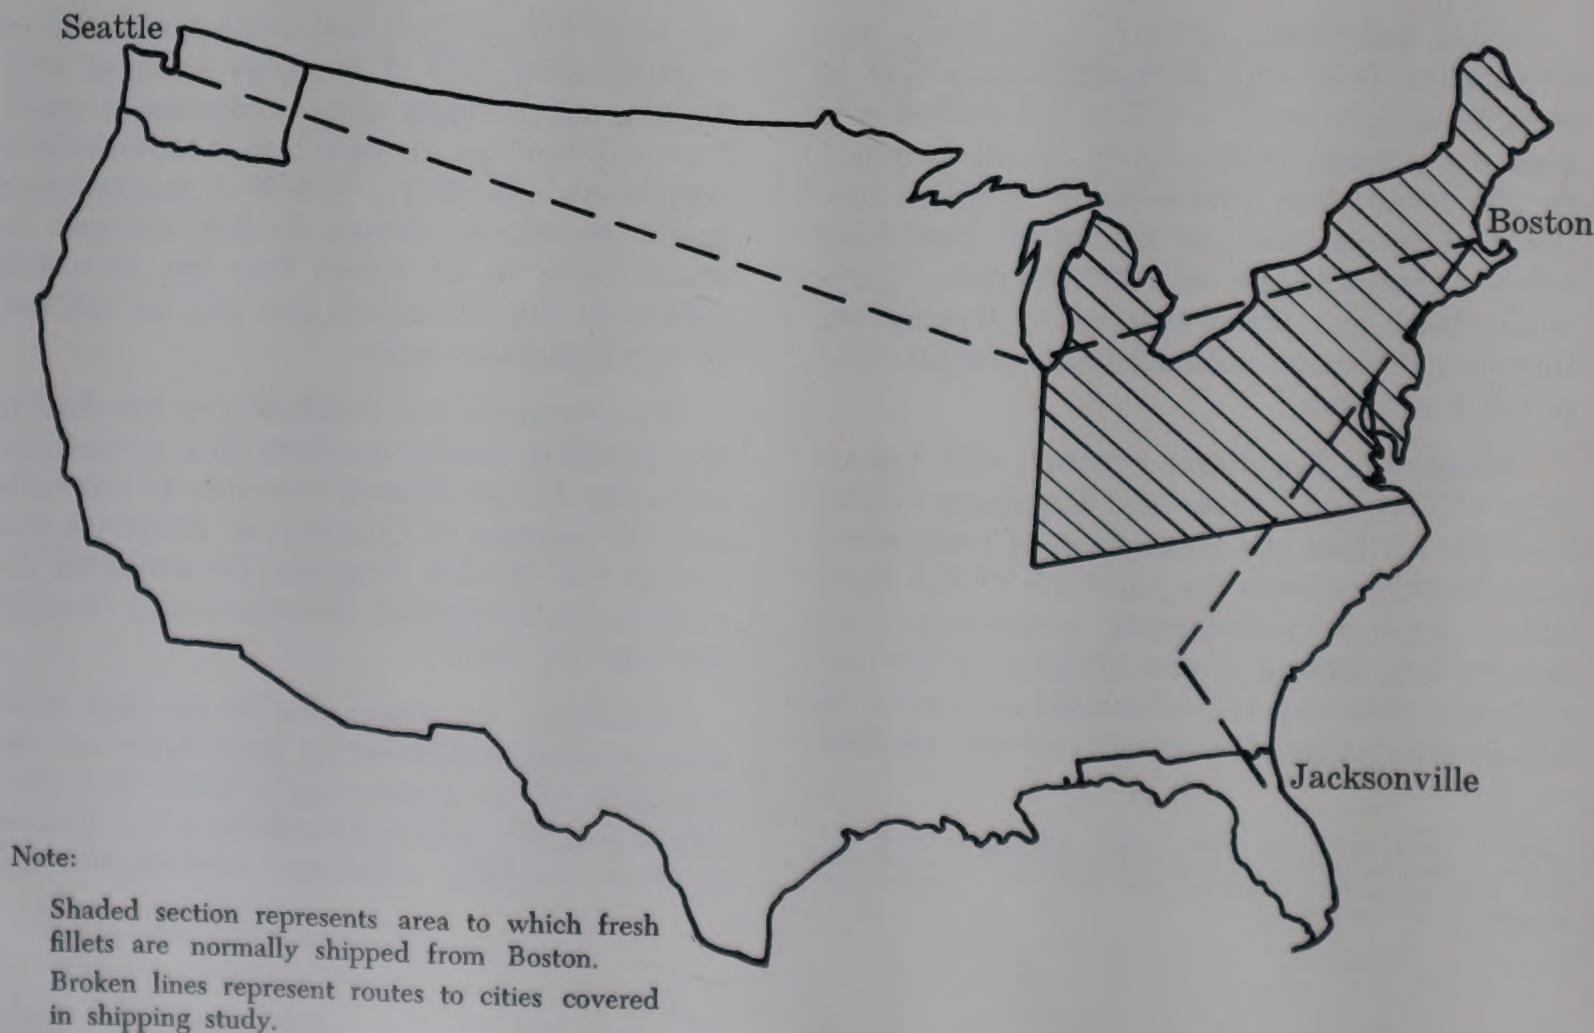 Seattle
Boston
Jacksonville
Note:
Shaded section represents area to which fresh
fillets are normally shipped from Boston.
Broken lines represent routes to cities covered
in shipping study.